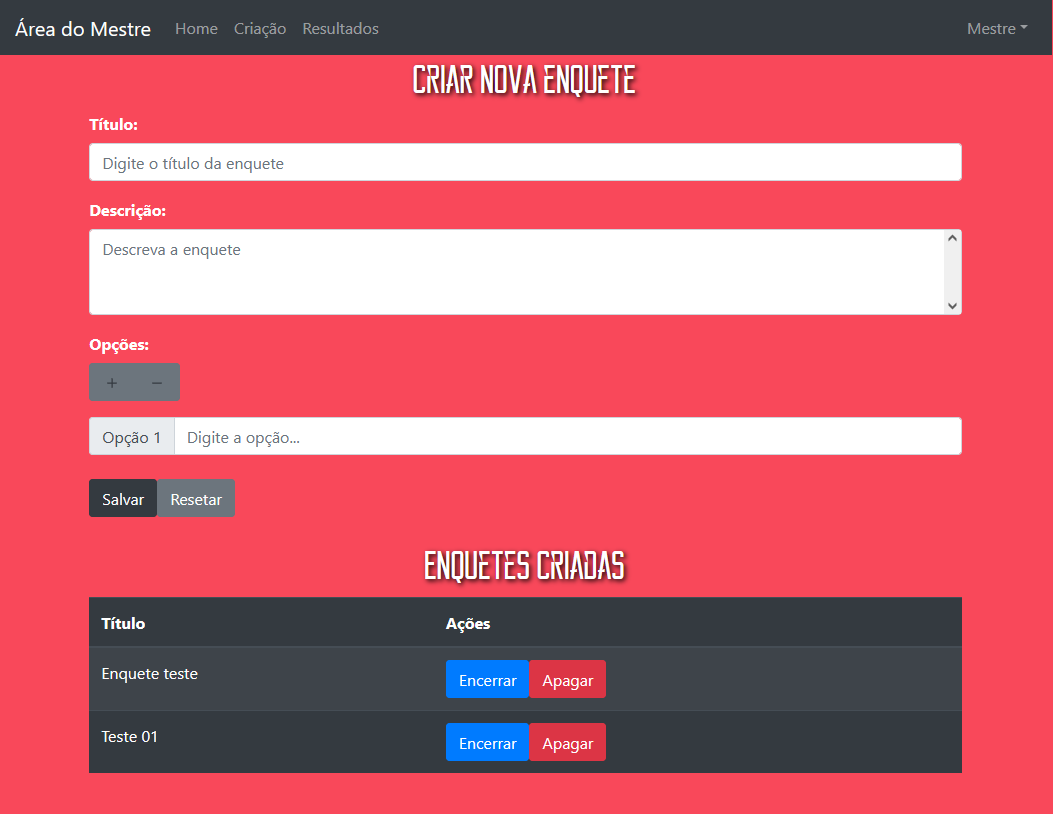 Área do Mestre Home Criação Resultados Mestre
CRIAR NOVA ENQUETE
Título:
Digite o título da enquete
Descrição:
Descreva a enquete
Opções:
+ −
Opção 1 Digite a opção...
Salvar Resetar
ENQUETES CRIADAS
Título Ações
Enquete teste Encerrar Apagar
Teste 01 Encerrar Apagar